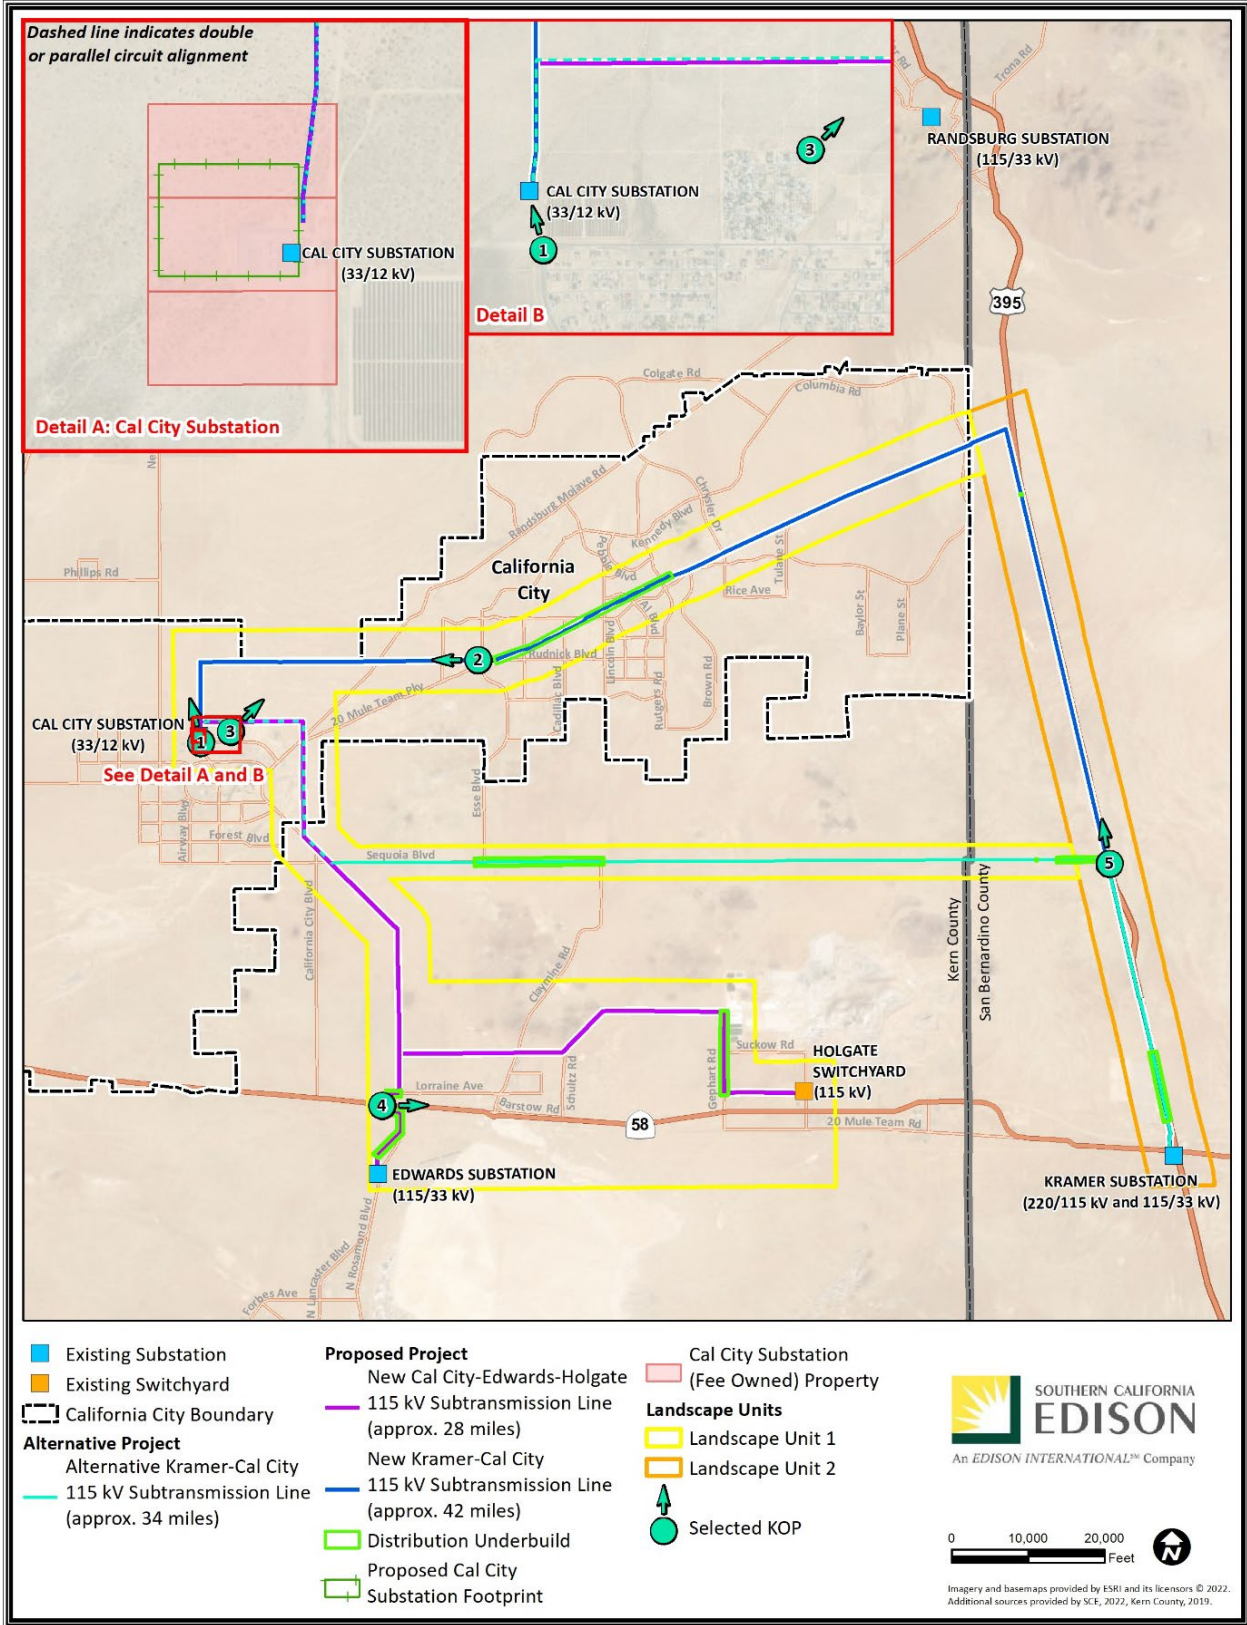 Dashed line indicates double
or parallel circuit alignment
CAL CITY SUBSTATION
(33/12 kV)
Detail A: Cal City Substation
CAL CITY SUBSTATION
(33/12 kV)
1
3
Detail B
Trona Rd
RANDSBURG SUBSTATION
(115/33 kV)
395
Colgate Rd
Columbia Rd
Randsburg Mojave Rd
Chrysler Dr
Kennedy Blvd
Pebble Blvd
Phillips Rd
California
City
Tulane St
Rice Ave
Baylor St
Plane St
Rudnick Blvd
Lincoln Blvd
Cadillac Blvd
Rutgers Rd
Brown Rd
2
20 Mule Team Pky
CAL CITY SUBSTATION
(33/12 kV)
1
3
See Detail A and B
Esse Blvd
Airway Blvd
Forest Blvd
Sequoia Blvd
5
California City Blvd
Kern County
San Bernardino County
Claymine Rd
Suckow Rd
HOLGATE
SWITCHYARD
(115 kV)
Gephart Rd
Schultz Rd
Lorraine Ave
Barstow Rd
4
58
20 Mule Team Rd
EDWARDS SUBSTATION
(115/33 kV)
KRAMER SUBSTATION
(220/115 kV and 115/33 kV)
N Rosamond Blvd
N Lancaster Blvd
Forbes Ave
Existing Substation
Existing Switchyard
California City Boundary
Alternative Project
Alternative Kramer-Cal City
115 kV Subtransmission Line
(approx. 34 miles)
Proposed Project
New Cal City-Edwards-Holgate
115 kV Subtransmission Line
(approx. 28 miles)
New Kramer-Cal City
115 kV Subtransmission Line
(approx. 42 miles)
Distribution Underbuild
Proposed Cal City
Substation Footprint
Cal City Substation
(Fee Owned) Property
Landscape Units
Landscape Unit 1
Landscape Unit 2
Selected KOP
SOUTHERN CALIFORNIA
EDISON
An EDISON INTERNATIONAL℠ Company
0 10,000 20,000
Feet
N
Imagery and basemaps provided by ESRI and its licensors © 2022.
Additional sources provided by SCE, 2022, Kern County, 2019.